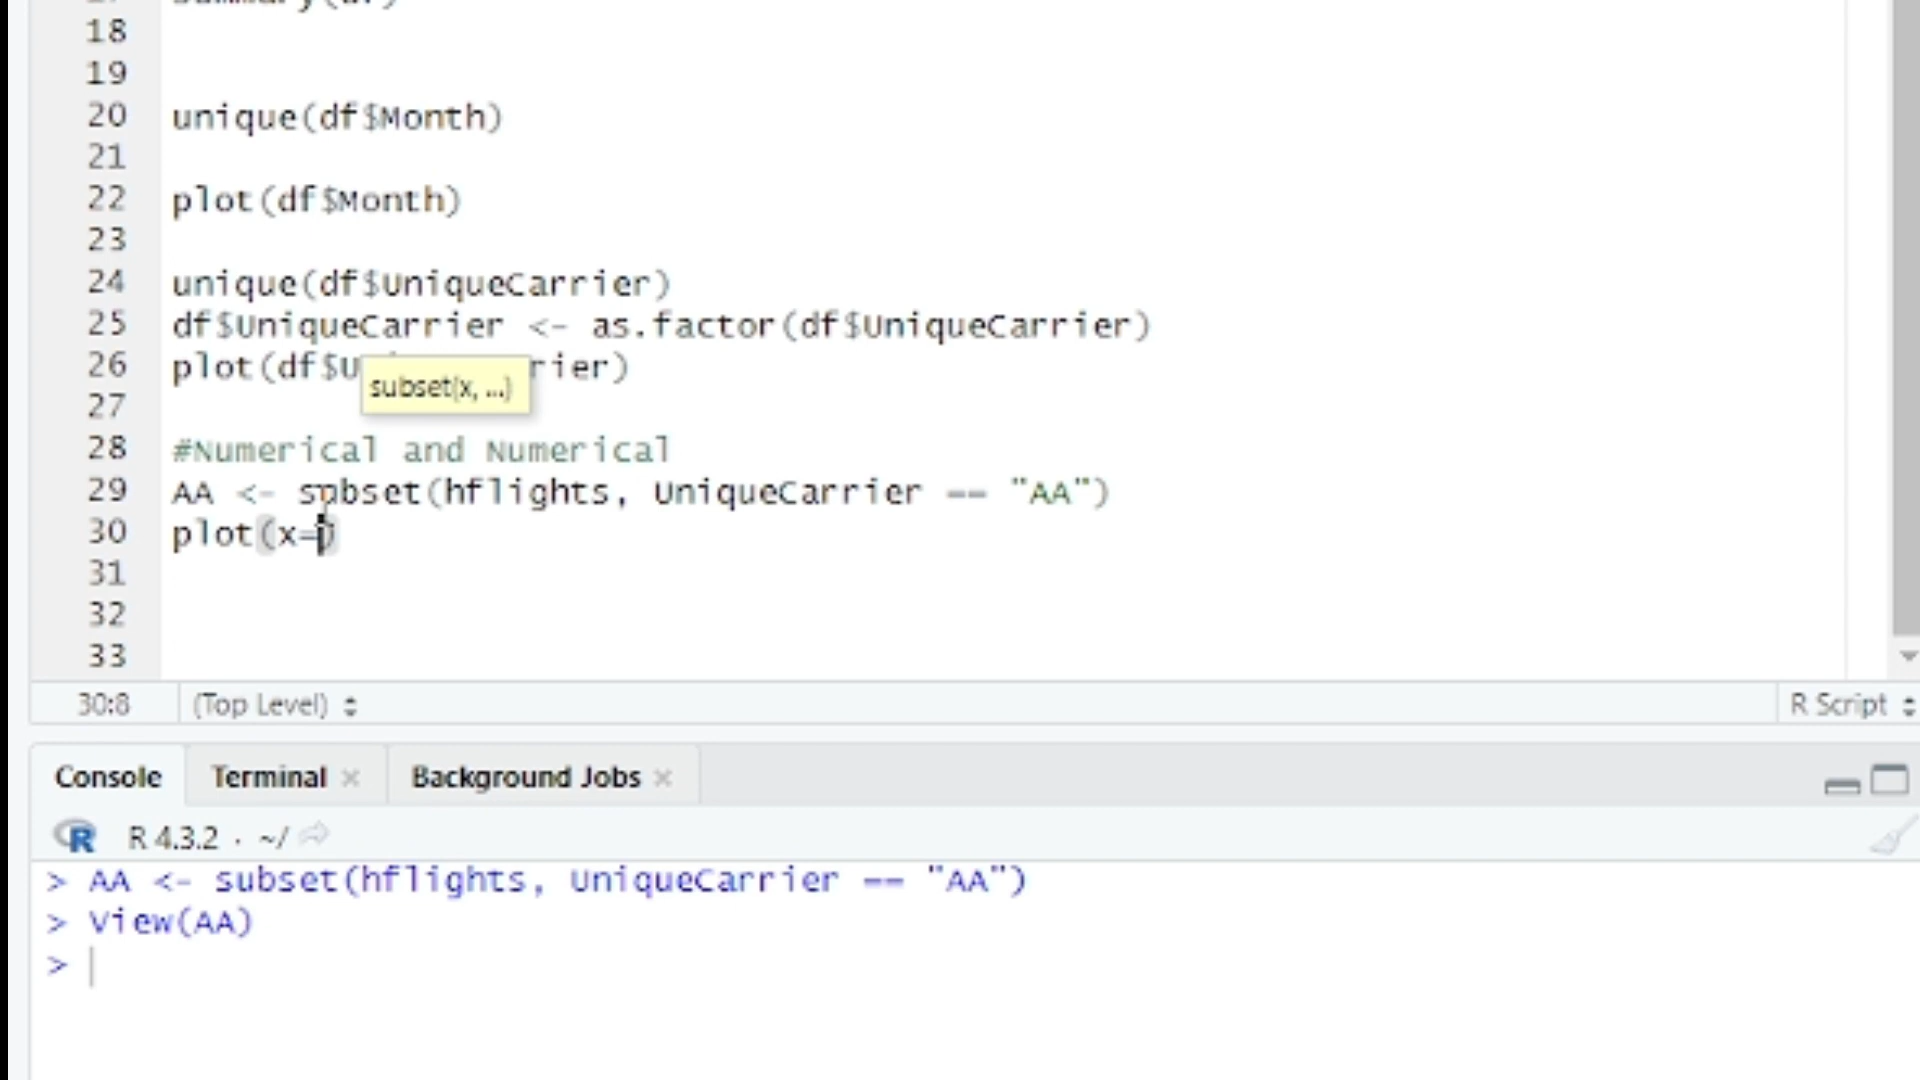 18
19
20 unique(df$Month)
21
22 plot(df$Month)
23
24 unique(df$UniqueCarrier)
25 df$UniqueCarrier <- as.factor(df$UniqueCarrier)
26 plot(df$U rier)
subset(x, ...)
27
28 #Numerical and Numerical
29 AA <- subset(hflights, UniqueCarrier == "AA")
30 plot(x=)
31
32
33
30:8 (Top Level) R Script
Console Terminal Background Jobs
R R 4.3.2 · ~/
> AA <- subset(hflights, UniqueCarrier == "AA")
> View(AA)
>